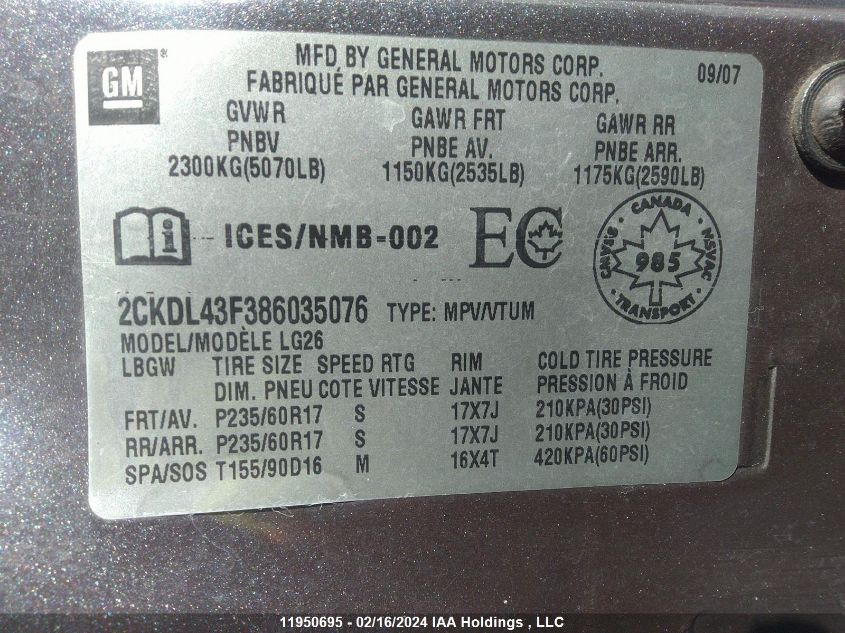 GM
MFD BY GENERAL MOTORS CORP. 09/07
FABRIQUÉ PAR GENERAL MOTORS CORP.
GVWR GAWR FRT GAWR RR
PNBV PNBE AV. PNBE ARR.
2300KG(5070LB) 1150KG(2535LB) 1175KG(2590LB)
i - ICES/NMB-002 EC
CANADA
CMVSS NSVAC
985
TRANSPORT
2CKDL43F386035076 TYPE: MPV/VTUM
MODEL/MODÈLE LG26
LBGW TIRE SIZE SPEED RTG RIM COLD TIRE PRESSURE
DIM. PNEU COTE VITESSE JANTE PRESSION À FROID
FRT/AV. P235/60R17 S 17X7J 210KPA(30PSI)
RR/ARR. P235/60R17 S 17X7J 210KPA(30PSI)
SPA/SOS T155/90D16 M 16X4T 420KPA(60PSI)
11950695 - 02/16/2024 IAA Holdings , LLC